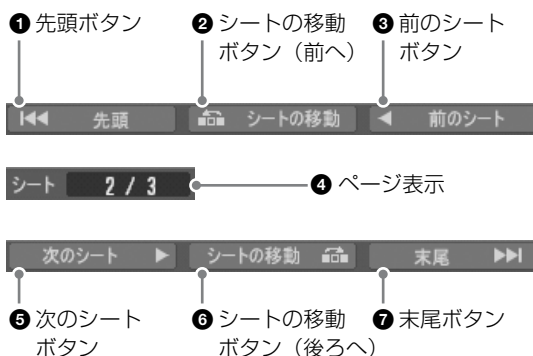 ❶ 先頭ボタン ❷ シートの移動 ❸ 前のシート
ボタン（前へ） ボタン
先頭 シートの移動 前のシート
シート 2 / 3 ❹ ページ表示
次のシート シートの移動 末尾
❺ 次のシート ❻ シートの移動 ❼ 末尾ボタン
ボタン ボタン（後ろへ）